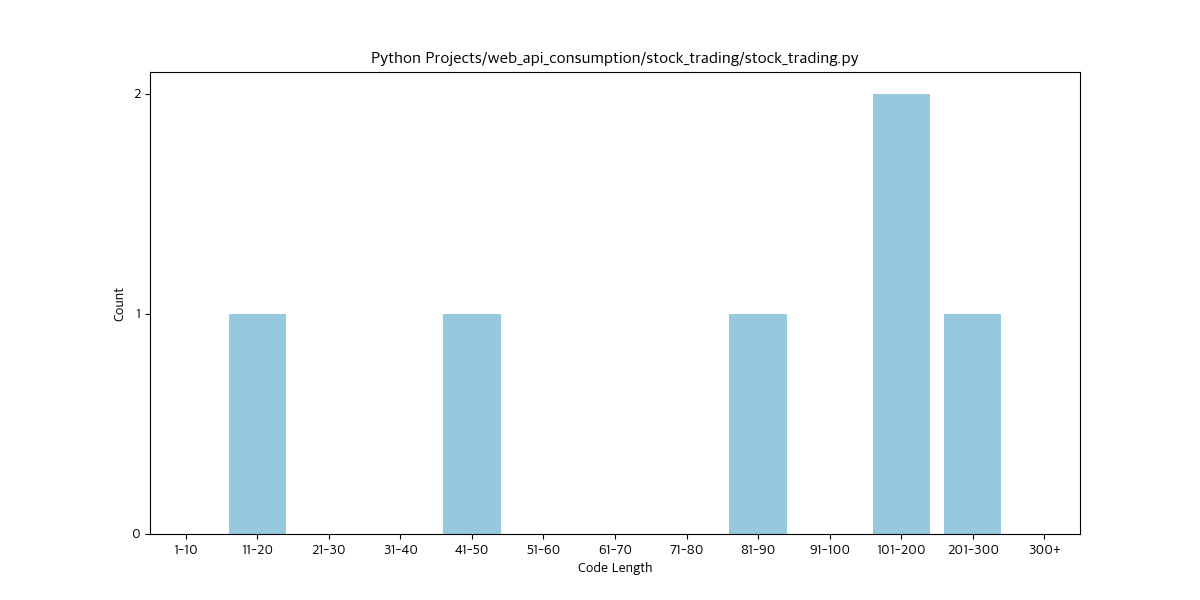 Python Projects/web_api_consumption/stock_trading/stock_trading.py
2
1
0
Count
1-10 11-20 21-30 31-40 41-50 51-60 61-70 71-80 81-90 91-100 101-200 201-300 300+
Code Length